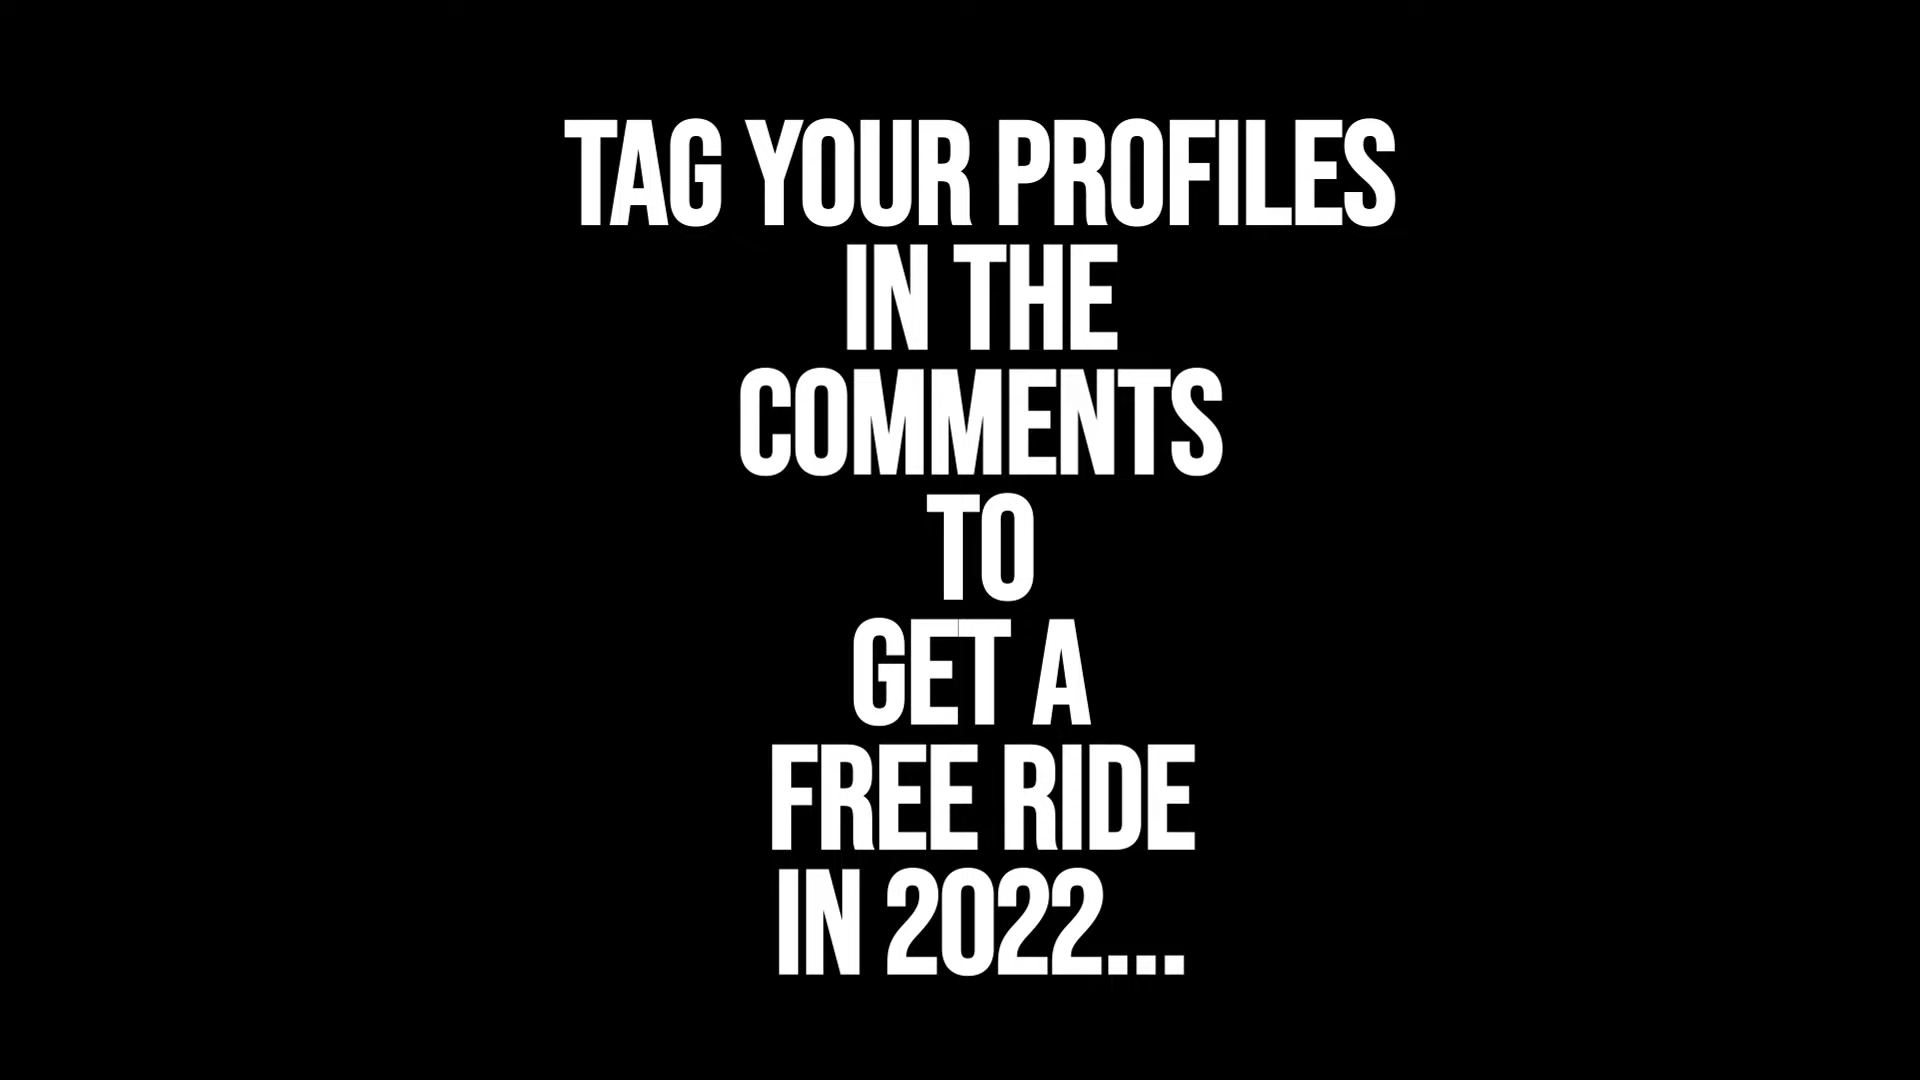 TAG YOUR PROFILES
IN THE
COMMENTS
TO
GET A
FREE RIDE
IN 2022...